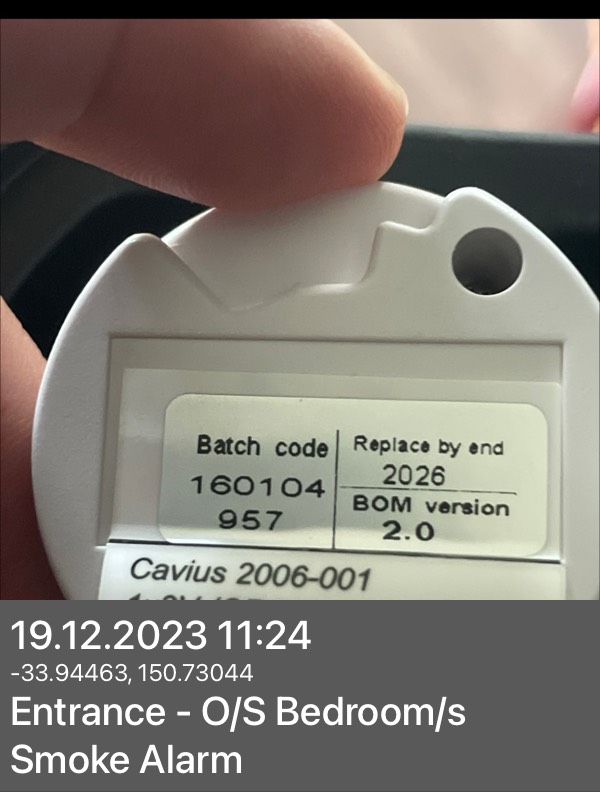 Batch code
160104
957
Replace by end
2026
BOM version
2.0
Cavius 2006-001
19.12.2023 11:24
-33.94463, 150.73044
Entrance - O/S Bedroom/s
Smoke Alarm